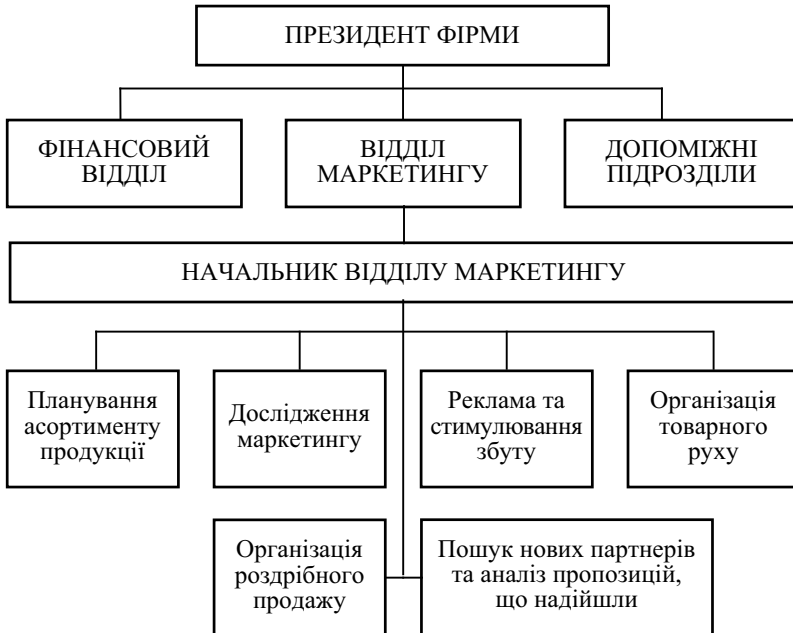 ПРЕЗИДЕНТ ФІРМИ
ФІНАНСОВИЙ
ВІДДІЛ
ВІДДІЛ
МАРКЕТИНГУ
ДОПОМІЖНІ
ПІДРОЗДІЛИ
НАЧАЛЬНИК ВІДДІЛУ МАРКЕТИНГУ
Планування
асортименту
продукції
Дослідження
маркетингу
Реклама та
стимулювання
збуту
Організація
товарного
руху
Організація
роздрібного
продажу
Пошук нових партнерів
та аналіз пропозицій,
що надійшли